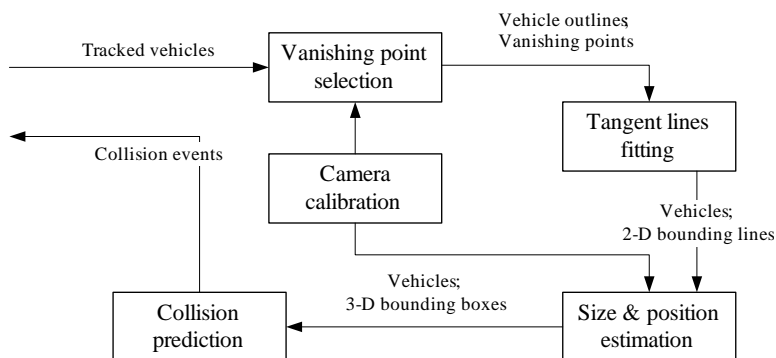 Tracked vehicles
Vanishing point
selection
Vehicle outlines;
Vanishing points
Tangent lines
fitting
Collision events
Camera
calibration
Vehicles;
2-D bounding lines
Vehicles;
3-D bounding boxes
Collision
prediction
Size & position
estimation